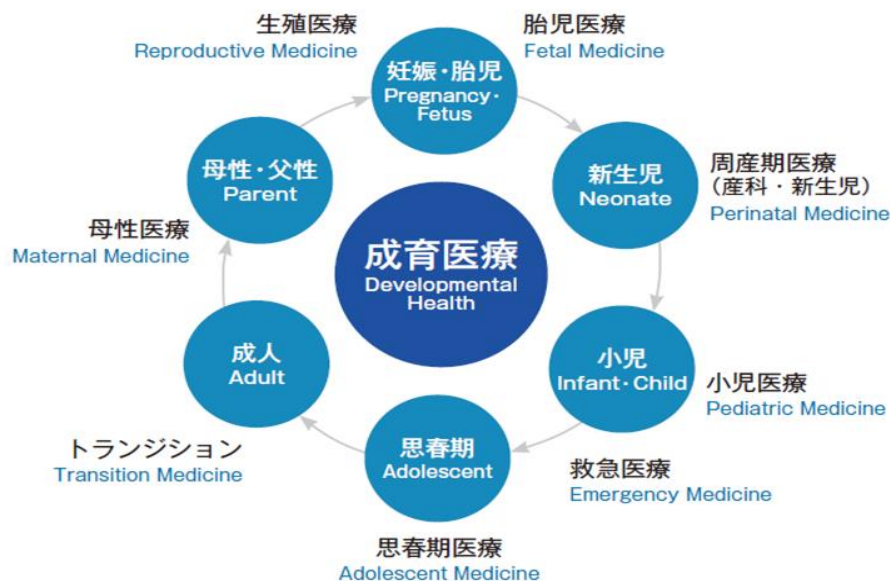 生殖医療
Reproductive Medicine
胎児医療
Fetal Medicine
妊娠・胎児
Pregnancy・
Fetus
母性・父性
Parent
新生児
Neonate
周産期医療
（産科・新生児）
Perinatal Medicine
母性医療
Maternal Medicine
成育医療
Developmental
Health
成人
Adult
小児
Infant・Child
小児医療
Pediatric Medicine
トランジション
Transition Medicine
思春期
Adolescent
救急医療
Emergency Medicine
思春期医療
Adolescent Medicine